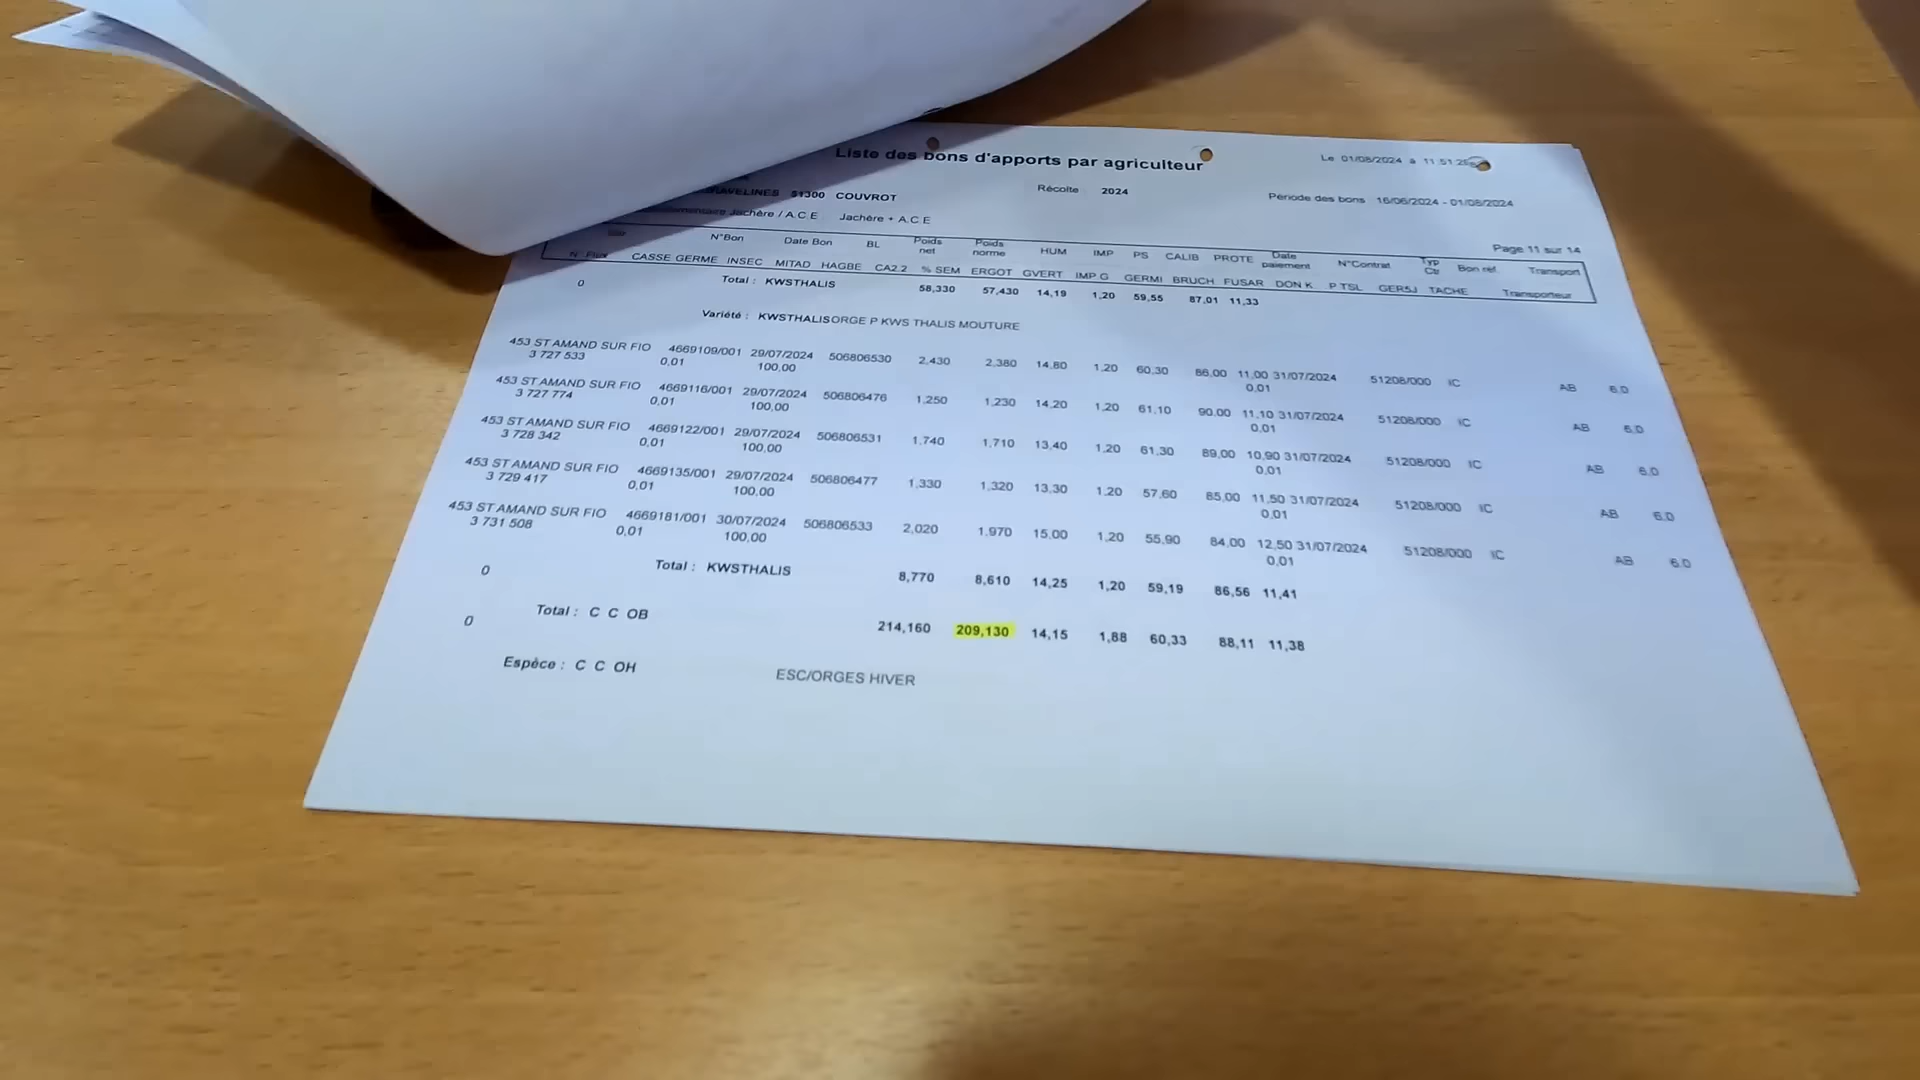 Liste des bons d'apports par agriculteur
Le 01/08/2024 à 11:51:28
51300 COUVROT
Récolte 2024
Période des bons 16/06/2024 - 01/08/2024
Jachère / A.C.E Jachère + A.C.E
Page 11 sur 14
N°Bon Date Bon BL Poids net Poids norme HUM IMP PS CALIB PROTE Date paiement N°Contrat Typ Ctr Bon réf. Transport
CASSE GERME INSEC MITAD HAGBE CA2.2 % SEM ERGOT GVERT IMP.G GERMI BRUCH FUSAR DON K P.TSL GER5J TACHE Transporteur
0 Total : KWSTHALIS 58,330 57,430 14,19 1,20 59,55 87,01 11,33
Variété : KWSTHALISORGE P KWS THALIS MOUTURE
453 ST AMAND SUR FIO 4669109/001 29/07/2024 506806530 2,430 2,380 14,80 1,20 60,30 86,00 11,00 31/07/2024 51208/000 IC AB 6.0
3 727 533 0,01 100,00 0,01
453 ST AMAND SUR FIO 4669116/001 29/07/2024 506806476 1,250 1,230 14,20 1,20 61,10 90,00 11,10 31/07/2024 51208/000 IC AB 6.0
3 727 774 0,01 100,00 0,01
453 ST AMAND SUR FIO 4669122/001 29/07/2024 506806531 1,740 1,710 13,40 1,20 61,30 89,00 10,90 31/07/2024 51208/000 IC AB 6.0
3 728 342 0,01 100,00 0,01
453 ST AMAND SUR FIO 4669135/001 29/07/2024 506806477 1,330 1,320 13,30 1,20 57,60 85,00 11,50 31/07/2024 51208/000 IC AB 6.0
3 729 417 0,01 100,00 0,01
453 ST AMAND SUR FIO 4669181/001 30/07/2024 506806533 2,020 1,970 15,00 1,20 55,90 84,00 12,50 31/07/2024 51208/000 IC AB 6.0
3 731 508 0,01 100,00 0,01
0 Total : KWSTHALIS 8,770 8,610 14,25 1,20 59,19 86,56 11,41
0 Total : C C OB 214,160 209,130 14,15 1,88 60,33 88,11 11,38
Espèce : C C OH ESC/ORGES HIVER